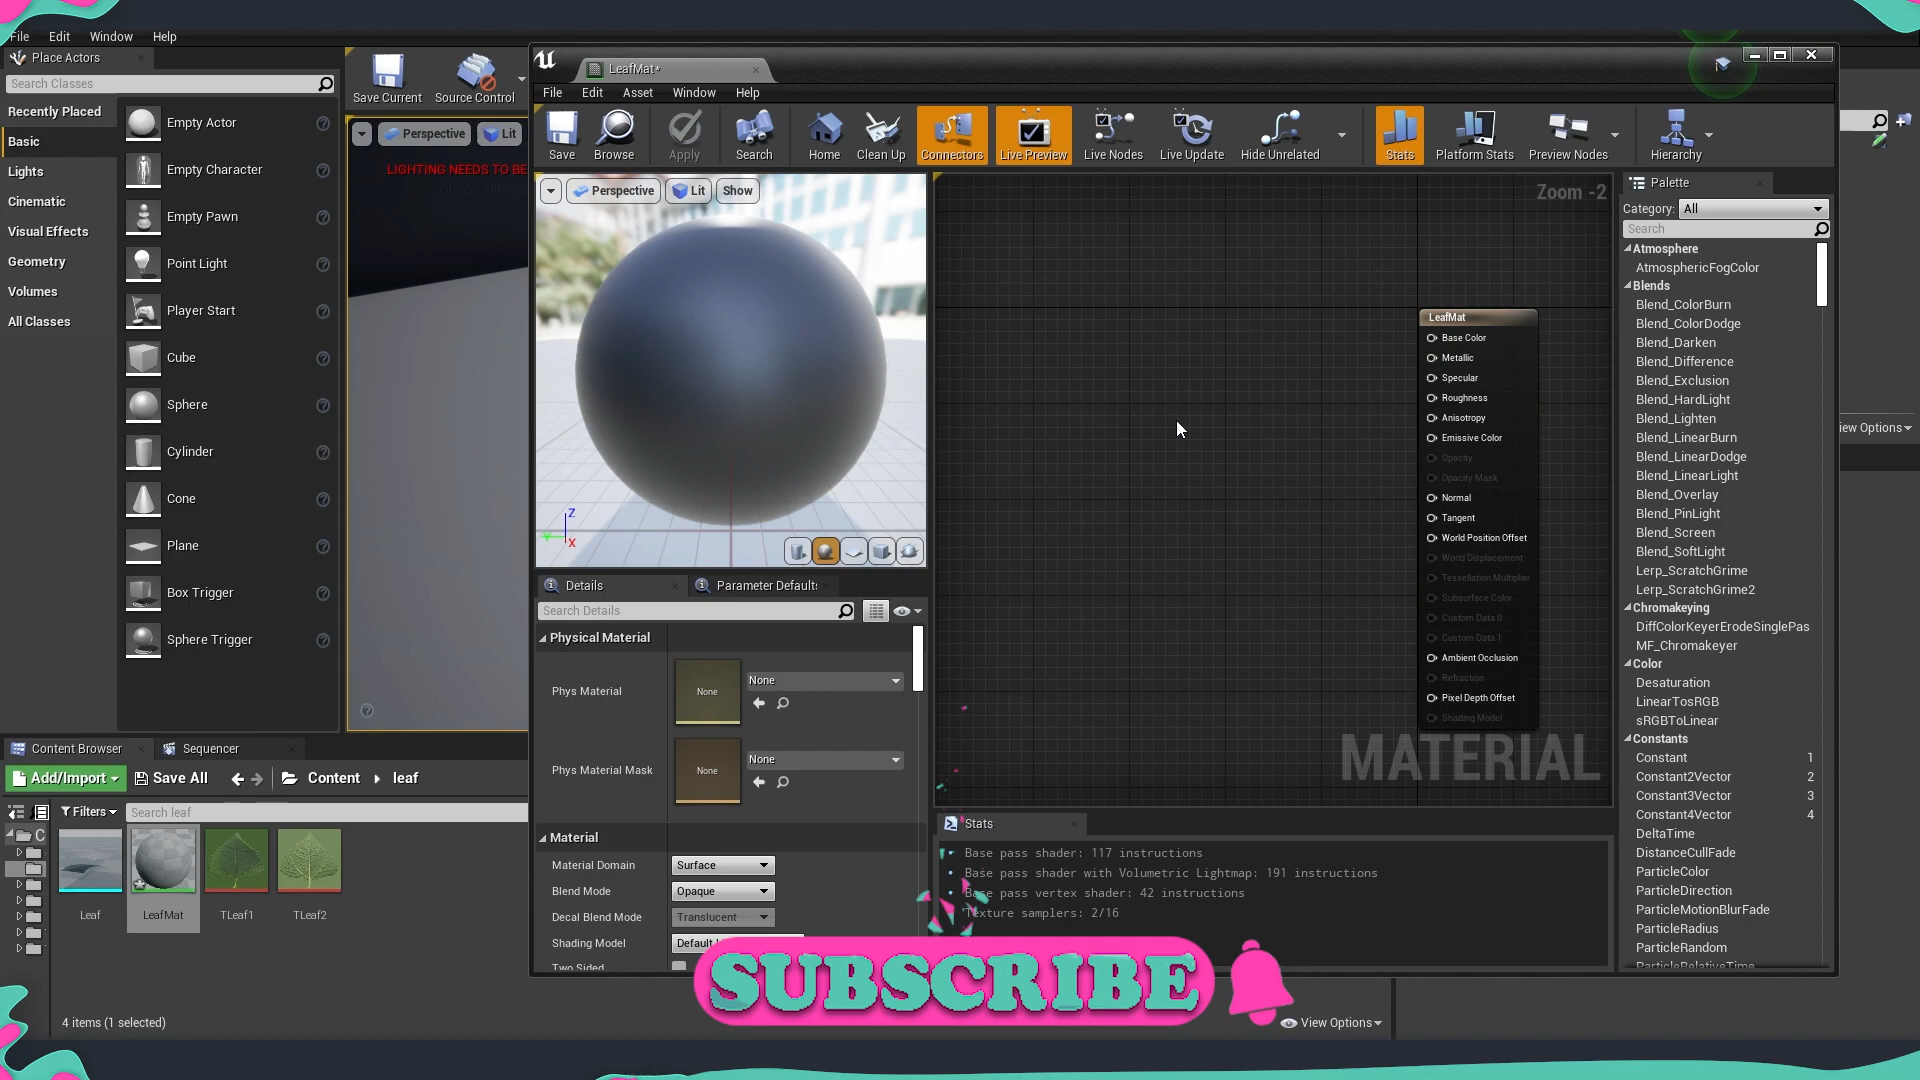 File Edit Window Help
Place Actors
Search Classes
Recently Placed
Basic
Lights
Cinematic
Visual Effects
Geometry
Volumes
All Classes
Empty Actor
Empty Character
Empty Pawn
Point Light
Player Start
Cube
Sphere
Cylinder
Cone
Plane
Box Trigger
Sphere Trigger
Save Current
Source Control
Perspective
Lit
LIGHTING NEEDS TO BE
LeafMat*
File Edit Asset Window Help
Save
Browse
Apply
Search
Home
Clean Up
Connectors
Live Preview
Live Nodes
Live Update
Hide Unrelated
Stats
Platform Stats
Preview Nodes
Hierarchy
Perspective
Lit
Show
Z
Y
X
Details
Parameter Defaults
Search Details
Physical Material
Phys Material
None
None
Phys Material Mask
None
None
Material
Material Domain
Surface
Blend Mode
Opaque
Decal Blend Mode
Translucent
Shading Model
Default
Two Sided
Zoom -2
LeafMat
Base Color
Metallic
Specular
Roughness
Anisotropy
Emissive Color
Opacity
Opacity Mask
Normal
Tangent
World Position Offset
World Displacement
Tessellation Multiplier
Subsurface Color
Custom Data 0
Custom Data 1
Ambient Occlusion
Refraction
Pixel Depth Offset
Shading Model
MATERIAL
Stats
Base pass shader: 117 instructions
Base pass shader with Volumetric Lightmap: 191 instructions
Base pass vertex shader: 42 instructions
Texture samplers: 2/16
Palette
Category: All
Search
Atmosphere
AtmosphericFogColor
Blends
Blend_ColorBurn
Blend_ColorDodge
Blend_Darken
Blend_Difference
Blend_Exclusion
Blend_HardLight
Blend_Lighten
Blend_LinearBurn
Blend_LinearDodge
Blend_LinearLight
Blend_Overlay
Blend_PinLight
Blend_Screen
Blend_SoftLight
Lerp_ScratchGrime
Lerp_ScratchGrime2
Chromakeying
DiffColorKeyerErodeSinglePas
MF_Chromakeyer
Color
Desaturation
LinearTosRGB
sRGBToLinear
Constants
Constant 1
Constant2Vector 2
Constant3Vector 3
Constant4Vector 4
DeltaTime
DistanceCullFade
ParticleColor
ParticleDirection
ParticleMotionBlurFade
ParticleRadius
ParticleRandom
ParticleRelativeTime
iew Options
Content Browser
Sequencer
Add/Import
Save All
Content
leaf
Filters
Search leaf
C
Leaf
LeafMat
TLeaf1
TLeaf2
4 items (1 selected)
View Options
SUBSCRIBE